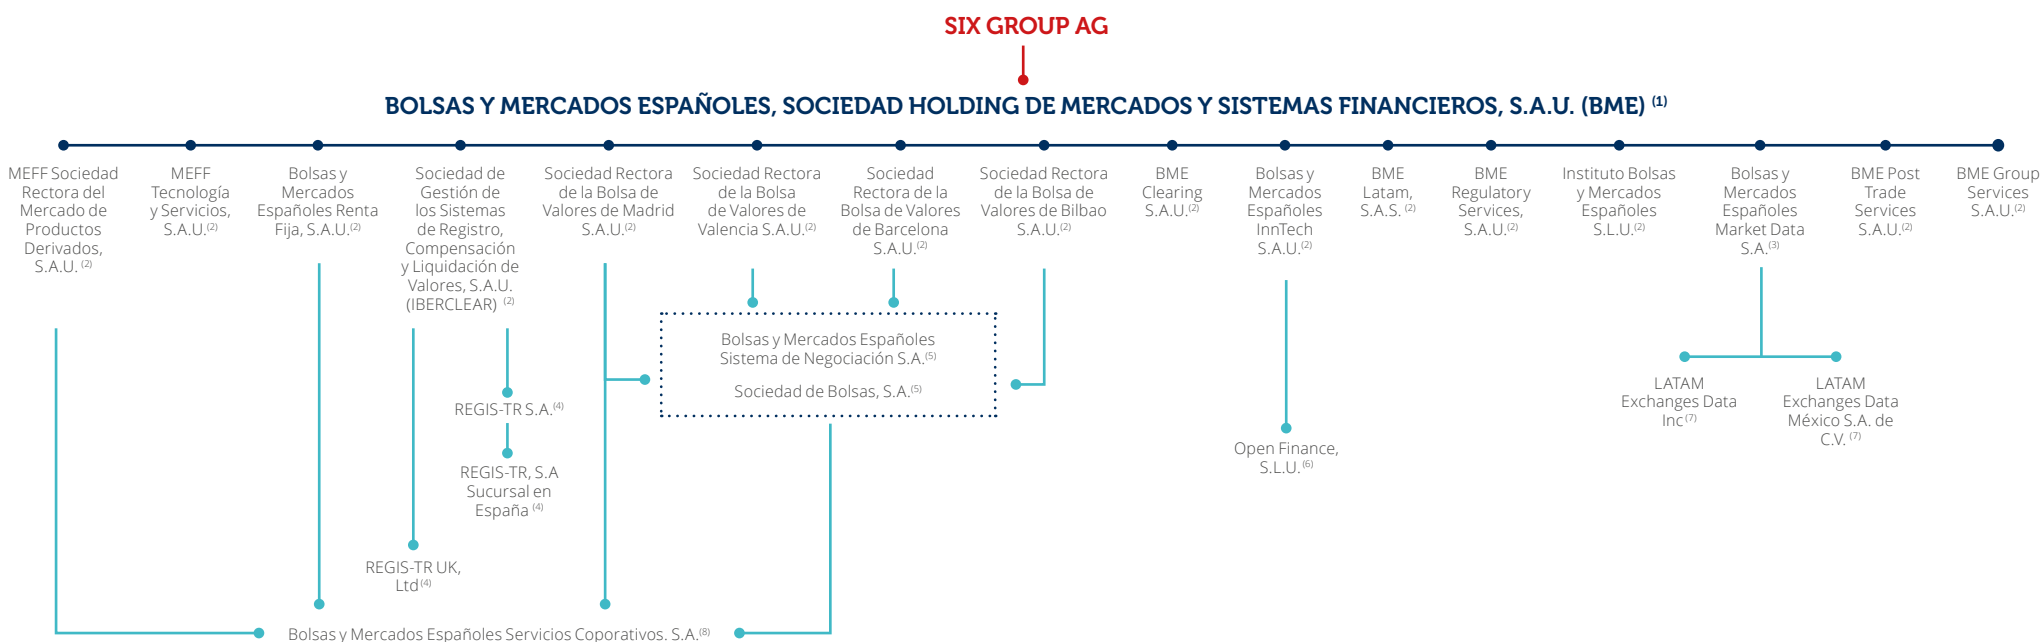 SIX GROUP AG
BOLSAS Y MERCADOS ESPAÑOLES, SOCIEDAD HOLDING DE MERCADOS Y SISTEMAS FINANCIEROS, S.A.U. (BME) (1)
MEFF Sociedad
Rectora del
Mercado de
Productos
Derivados,
S.A.U. (2)
MEFF
Tecnología
y Servicios,
S.A.U.(2)
Bolsas y
Mercados
Españoles Renta
Fija, S.A.U.(2)
Sociedad de
Gestión de
los Sistemas
de Registro,
Compensación
y Liquidación de
Valores, S.A.U.
(IBERCLEAR) (2)
Sociedad Rectora
de la Bolsa de
Valores de Madrid
S.A.U.(2)
Sociedad Rectora
de la Bolsa
de Valores de
Valencia S.A.U.(2)
Sociedad
Rectora de la
Bolsa de Valores
de Barcelona
S.A.U.(2)
Sociedad Rectora
de la Bolsa de
Valores de Bilbao
S.A.U.(2)
BME
Clearing
S.A.U.(2)
Bolsas y
Mercados
Españoles
InnTech
S.A.U.(2)
BME
Latam,
S.A.S. (2)
BME
Regulatory
Services,
S.A.U.(2)
Instituto Bolsas
y Mercados
Españoles
S.L.U.(2)
Bolsas y
Mercados
Españoles
Market Data
S.A.(3)
BME Post
Trade
Services
S.A.U.(2)
BME Group
Services
S.A.U.(2)
Bolsas y Mercados Españoles
Sistema de Negociación S.A.(5)
Sociedad de Bolsas, S.A.(5)
REGIS-TR S.A.(4)
REGIS-TR, S.A
Sucursal en
España (4)
REGIS-TR UK,
Ltd(4)
Open Finance,
S.L.U.(6)
LATAM
Exchanges Data
Inc(7)
LATAM
Exchanges Data
México S.A. de
C.V. (7)
Bolsas y Mercados Españoles Servicios Coporativos. S.A.(8)